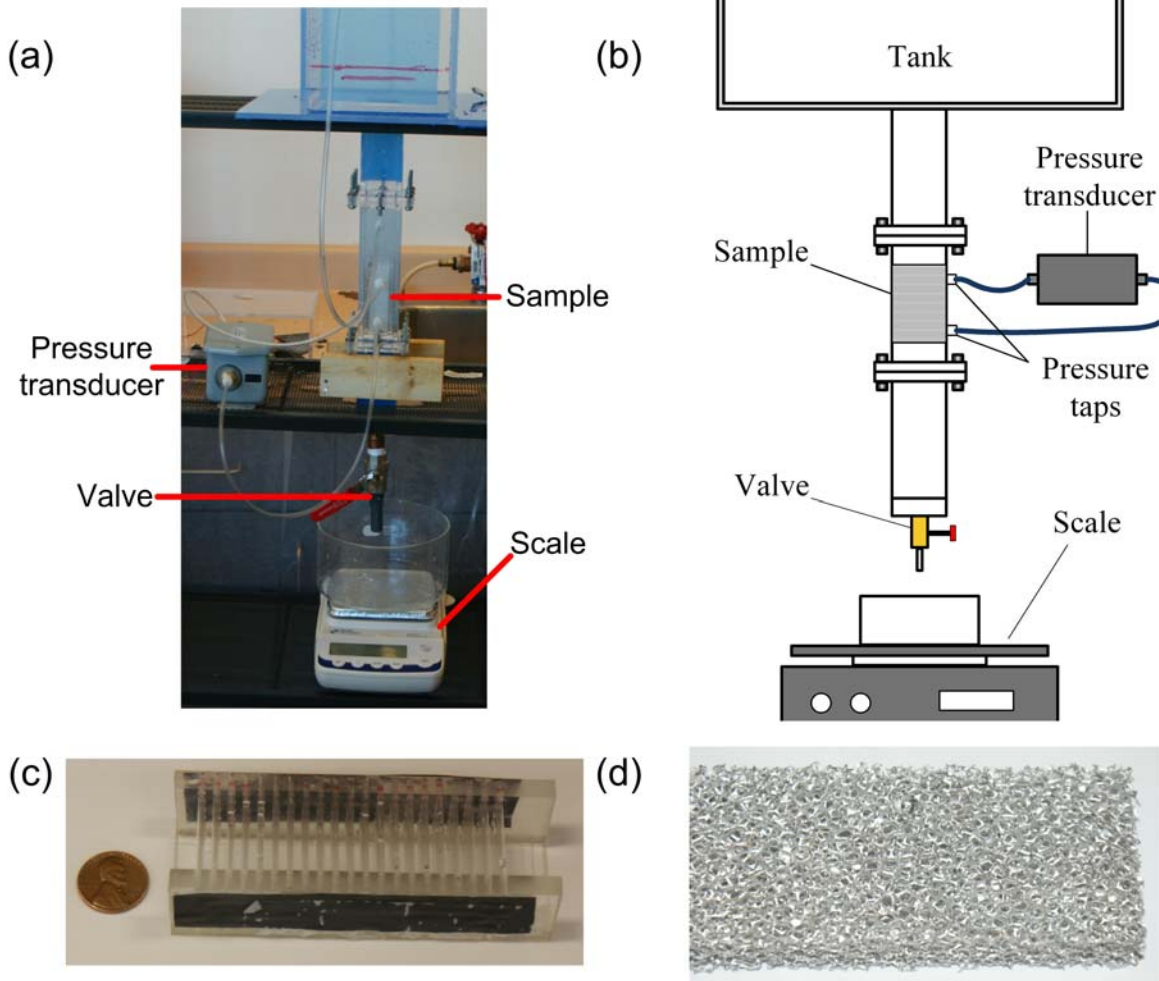 (a)
Sample
Pressure
transducer
Valve
Scale
(b)
Tank
Pressure
transducer
Sample
Pressure
taps
Valve
Scale
(c)
(d)